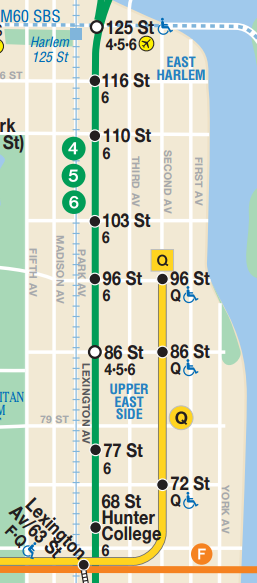 M60 SBS
125 St
4·5·6
Harlem
125 St
EAST
HARLEM
6 ST
116 St
6
rk
St)
110 St
6
4
5
6
THIRD AV
SECOND AV
FIRST AV
103 St
6
FIFTH AV
MADISON AV
PARK AV
Q
96 St
6
96 St
Q
86 St
4·5·6
86 St
Q
LEXINGTON AV
UPPER
EAST
SIDE
ITAN
M
79 ST
Q
77 St
6
72 St
Q
YORK AV
68 St
Hunter
College
6
Lexington
Av/63 St
F·Q
F